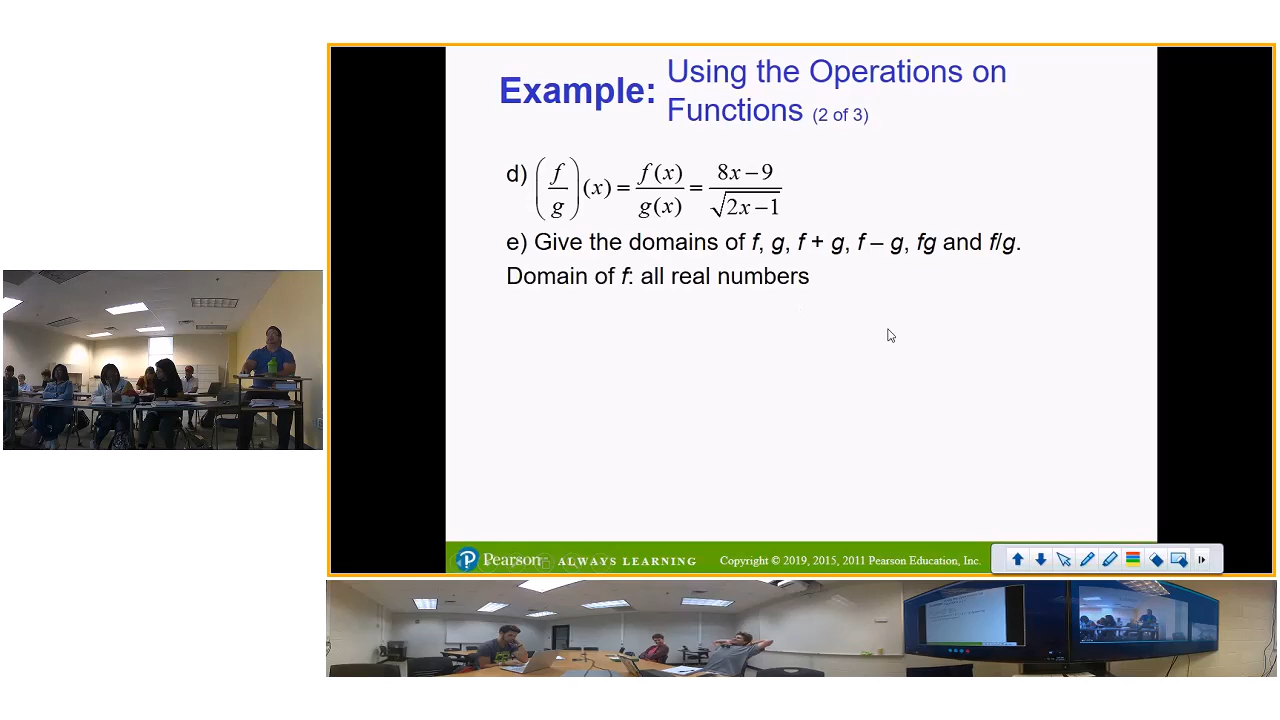 Example: Using the Operations on
Functions (2 of 3)
d) (f/g)(x) = f(x)/g(x) = 8x−9/√2x−1
e) Give the domains of f, g, f + g, f – g, fg and f/g.
Domain of f: all real numbers
Pearson ALWAYS LEARNING Copyright © 2019, 2015, 2011 Pearson Education, Inc.